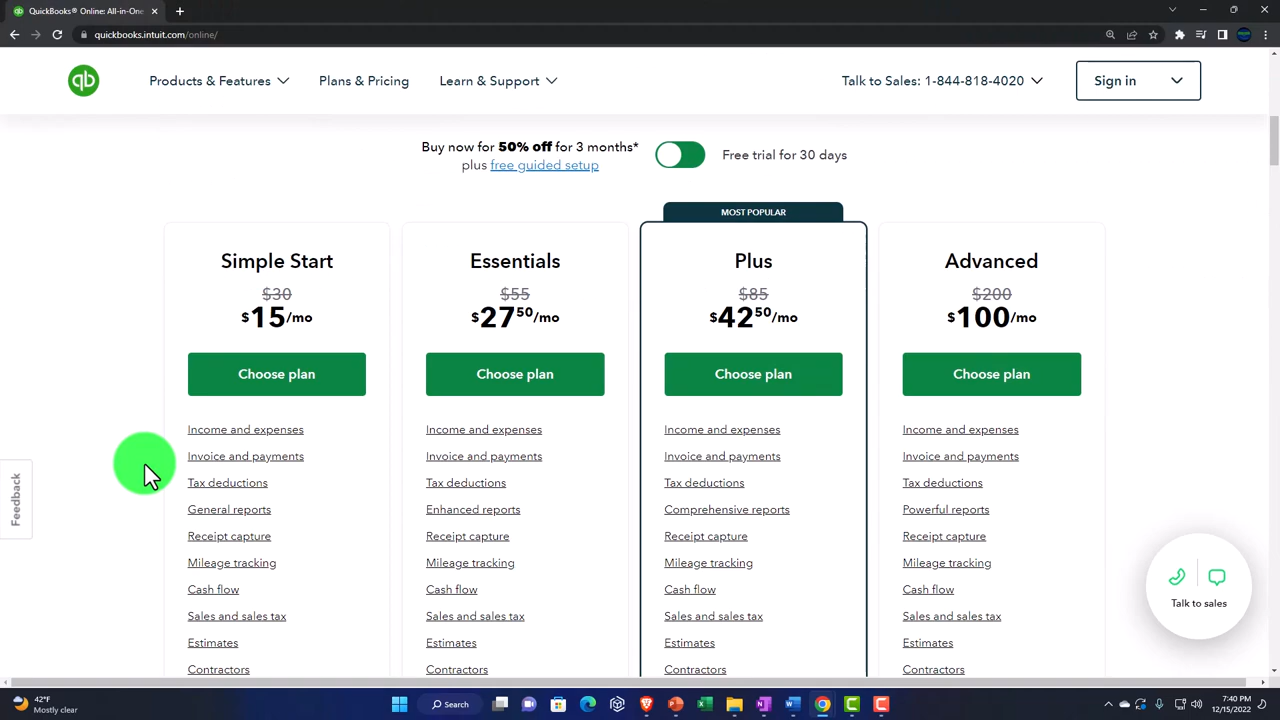 QuickBooks® Online: All-in-One
quickbooks.intuit.com/online/
qb
Products & Features
Plans & Pricing
Learn & Support
Talk to Sales: 1-844-818-4020
Sign in
Buy now for 50% off for 3 months*
plus free guided setup
Free trial for 30 days
MOST POPULAR
Simple Start
$30
$15/mo
Choose plan
Income and expenses
Invoice and payments
Tax deductions
General reports
Receipt capture
Mileage tracking
Cash flow
Sales and sales tax
Estimates
Contractors
Essentials
$55
$2750/mo
Choose plan
Income and expenses
Invoice and payments
Tax deductions
Enhanced reports
Receipt capture
Mileage tracking
Cash flow
Sales and sales tax
Estimates
Contractors
Plus
$85
$4250/mo
Choose plan
Income and expenses
Invoice and payments
Tax deductions
Comprehensive reports
Receipt capture
Mileage tracking
Cash flow
Sales and sales tax
Estimates
Contractors
Advanced
$200
$100/mo
Choose plan
Income and expenses
Invoice and payments
Tax deductions
Powerful reports
Receipt capture
Mileage tracking
Cash flow
Sales and sales tax
Estimates
Contractors
Feedback
Talk to sales
42°F
Mostly clear
Search
7:40 PM
12/15/2022